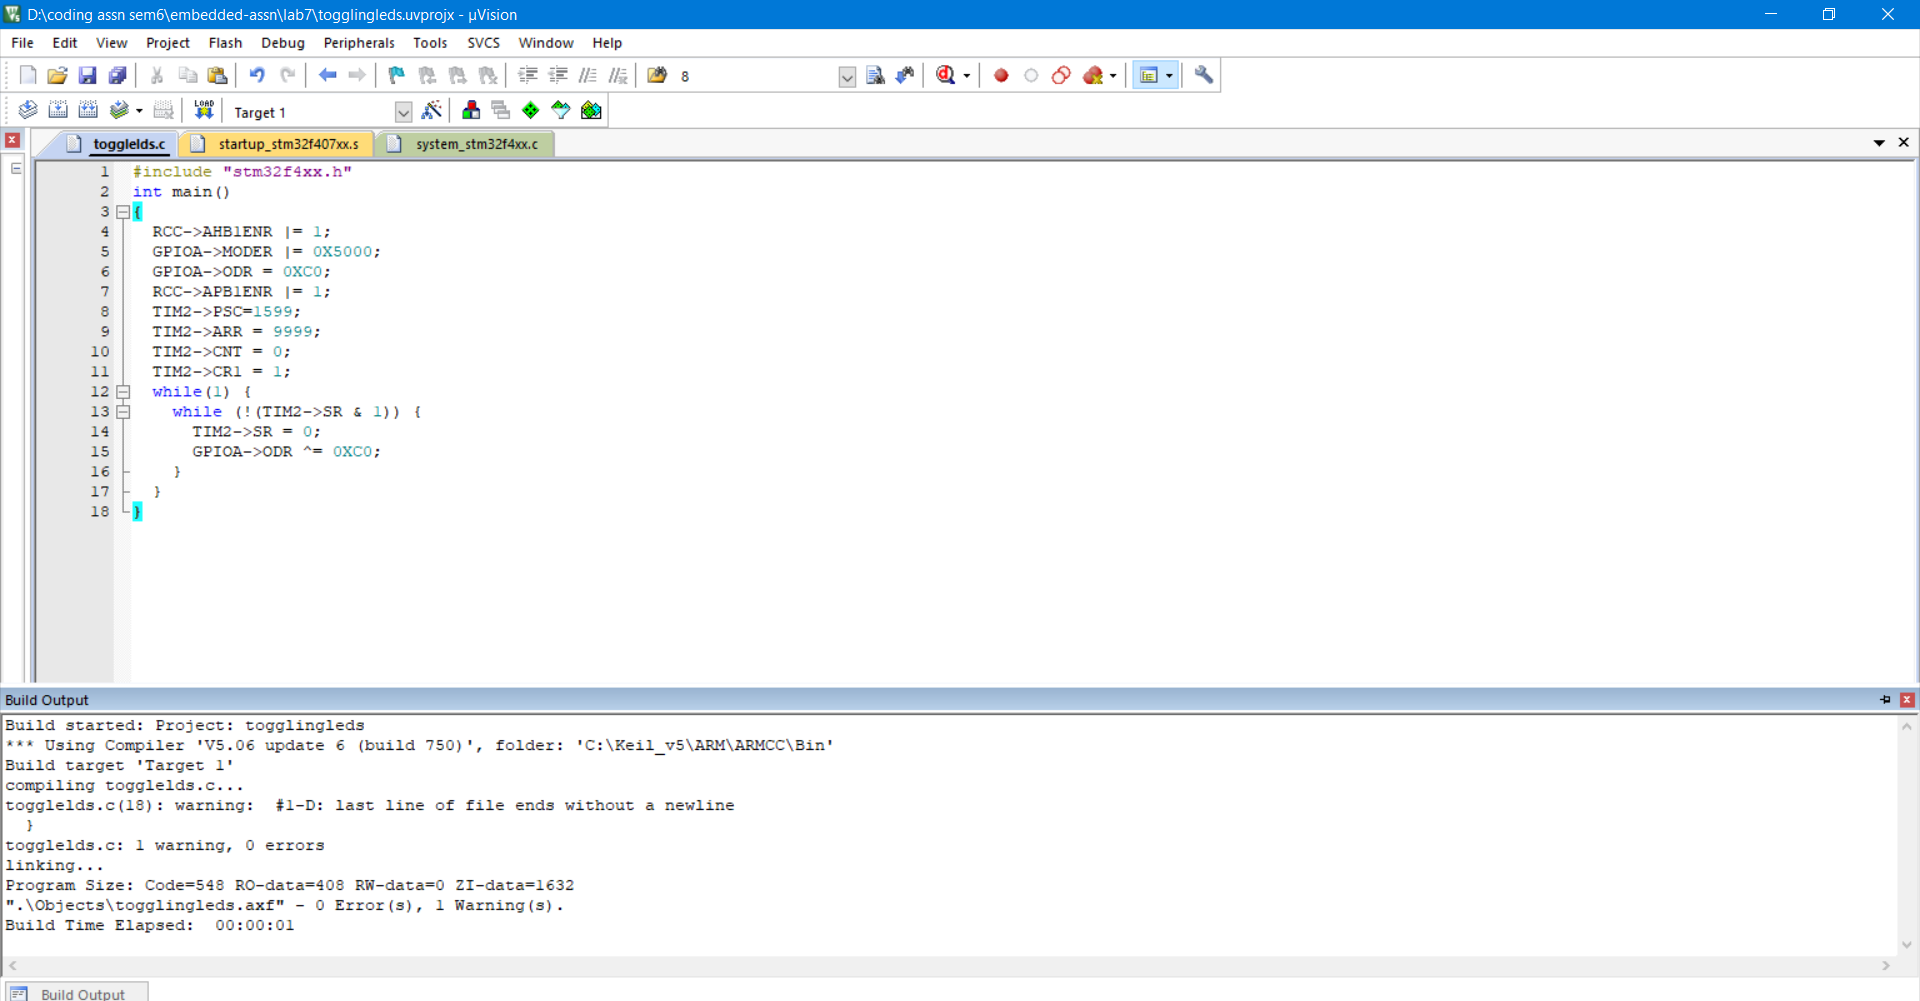 D:\coding assn sem6\embedded-assn\lab7\togglingleds.uvprojx - µVision
File Edit View Project Flash Debug Peripherals Tools SVCS Window Help
8
LOAD Target 1
togglelds.c startup_stm32f407xx.s system_stm32f4xx.c
1 #include "stm32f4xx.h"
2 int main()
3 {
4 RCC->AHB1ENR |= 1;
5 GPIOA->MODER |= 0X5000;
6 GPIOA->ODR = 0XC0;
7 RCC->APB1ENR |= 1;
8 TIM2->PSC=1599;
9 TIM2->ARR = 9999;
10 TIM2->CNT = 0;
11 TIM2->CR1 = 1;
12 while(1) {
13 while (!(TIM2->SR & 1)) {
14 TIM2->SR = 0;
15 GPIOA->ODR ^= 0XC0;
16 }
17 }
18 }
Build Output
Build started: Project: togglingleds
*** Using Compiler 'V5.06 update 6 (build 750)', folder: 'C:\Keil_v5\ARM\ARMCC\Bin'
Build target 'Target 1'
compiling togglelds.c...
togglelds.c(18): warning:  #1-D: last line of file ends without a newline
}
togglelds.c: 1 warning, 0 errors
linking...
Program Size: Code=548 RO-data=408 RW-data=0 ZI-data=1632
".\Objects\togglingleds.axf" - 0 Error(s), 1 Warning(s).
Build Time Elapsed:  00:00:01
Build Output